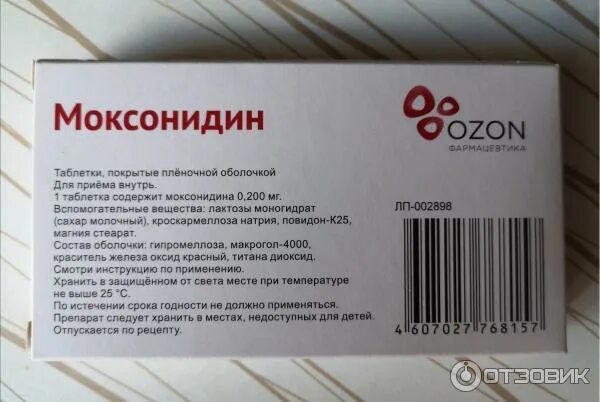 Моксонидин
OZON
ФАРМАЦЕВТИКА
Таблетки, покрытые плёночной оболочкой
Для приёма внутрь.
1 таблетка содержит моксонидина 0,200 мг.
Вспомогательные вещества: лактозы моногидрат
(сахар молочный), кроскармеллоза натрия, повидон-К25,
магния стеарат.
Состав оболочки: гипромеллоза, макрогол-4000,
краситель железа оксид красный, титана диоксид.
Смотри инструкцию по применению.
Хранить в защищённом от света месте при температуре
не выше 25 °С.
По истечении срока годности не должно применяться.
Препарат следует хранить в местах, недоступных для детей.
Отпускается по рецепту.
ЛП-002898
4 607027 768157
ОТЗОВИК